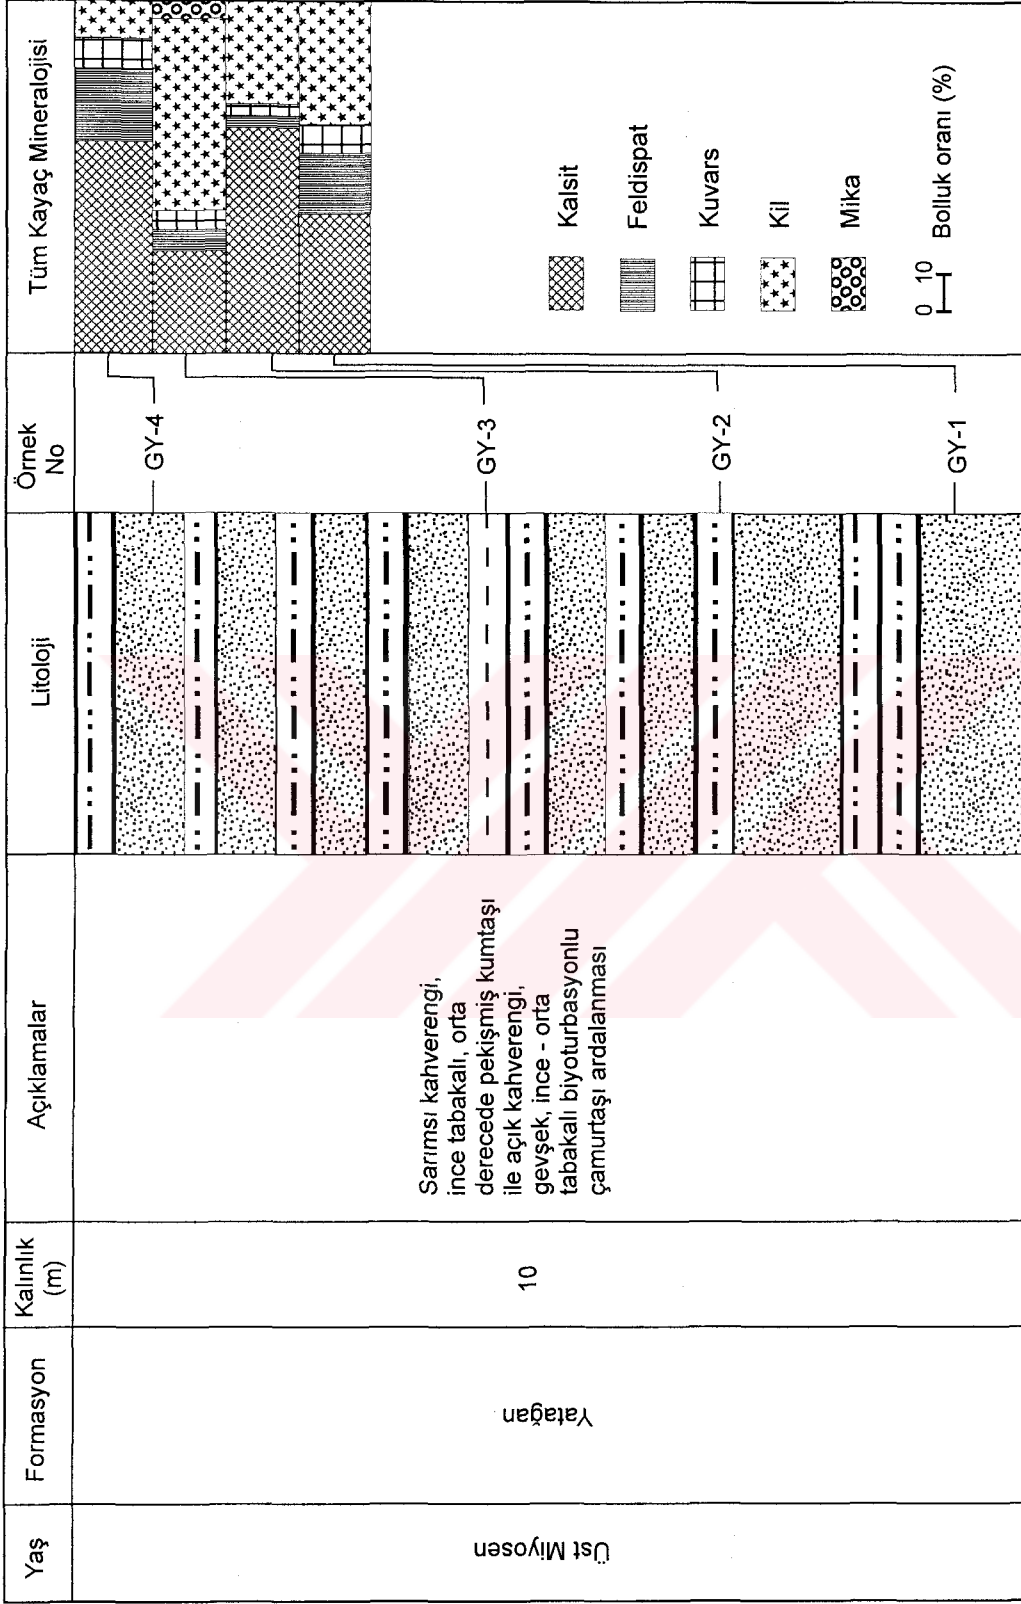 Yaş
Formasyon
Kalınlık
(m)
Açıklamalar
Litoloji
Örnek
No
Tüm Kayaç Mineralojisi
Üst Miyosen
Yatağan
10
Sarımsı kahverengi,
ince tabakalı, orta
derecede pekişmiş kumtaşı
ile açık kahverengi,
gevşek, ince - orta
tabakalı biyoturbasyonlu
çamurtaşı ardalanması
GY-4
GY-3
GY-2
GY-1
Kalsit
Feldispat
Kuvars
Kil
Mika
0 10
Bolluk oranı (%)